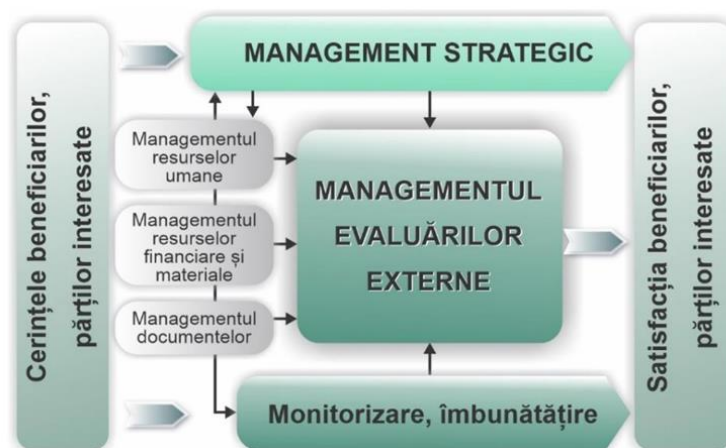 Cerințele beneficiarilor,
părților interesate
MANAGEMENT STRATEGIC
Managementul
resurselor
umane
Managementul
resurselor
financiare și
materiale
Managementul
documentelor
MANAGEMENTUL
EVALUĂRILOR
EXTERNE
Monitorizare, îmbunătățire
Satisfacția beneficiarilor,
părților interesate